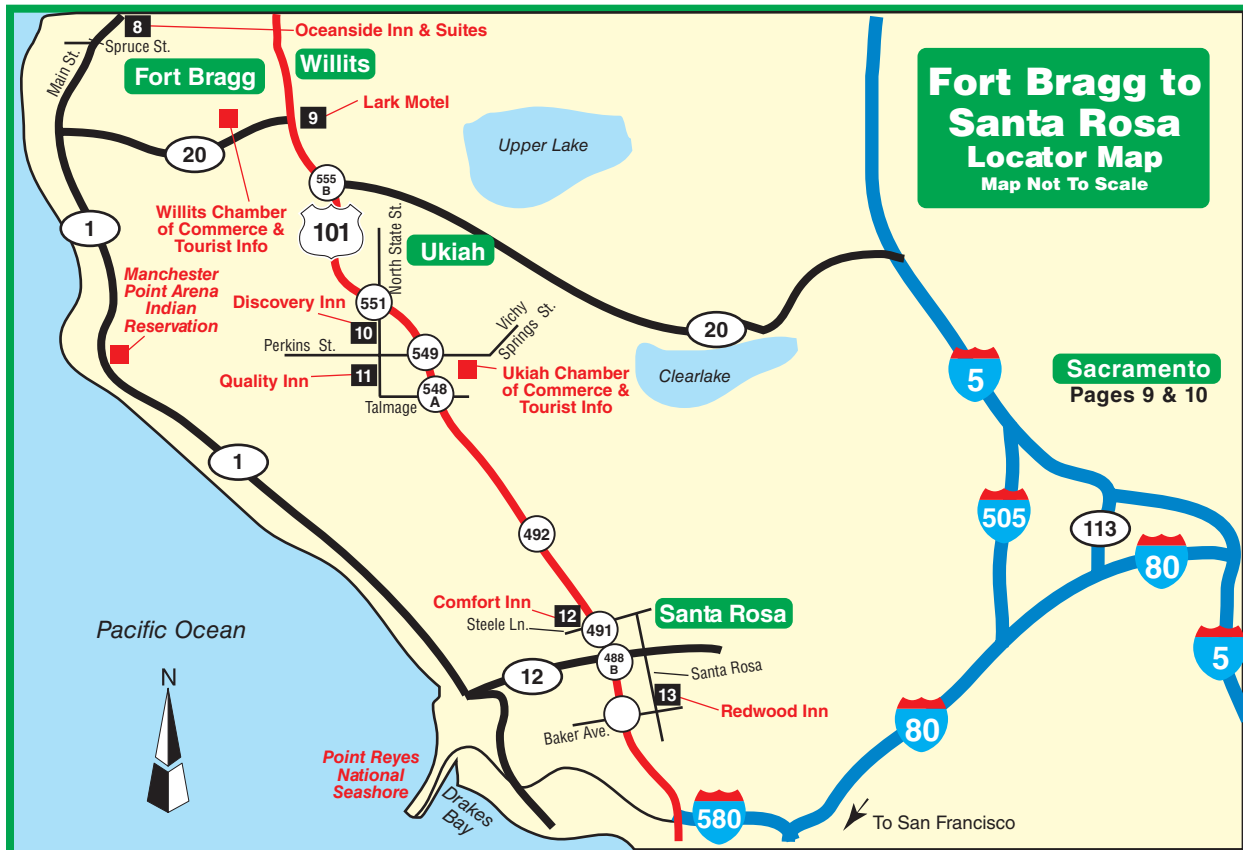 8
Oceanside Inn & Suites
Spruce St.
Main St.
Fort Bragg
Willits
Fort Bragg to
Santa Rosa
Locator Map
Map Not To Scale
9
Lark Motel
20
Upper Lake
555
B
Willits Chamber
of Commerce &
Tourist Info
1
101
North State St.
Ukiah
Manchester
Point Arena
Indian
Reservation
Discovery Inn
551
10
Vichy
Springs St.
20
Perkins St.
549
Quality Inn
11
548
A
Talmage
Ukiah Chamber
of Commerce &
Tourist Info
Clearlake
5
Sacramento
Pages 9 & 10
1
492
505
113
80
Comfort Inn
12
Steele Ln.
491
Santa Rosa
Pacific Ocean
488
B
12
Santa Rosa
5
N
13
Redwood Inn
Baker Ave.
80
Point Reyes
National
Seashore
Drakes
Bay
580
To San Francisco